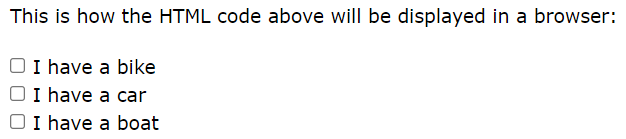 This is how the HTML code above will be displayed in a browser:
I have a bike
I have a car
I have a boat